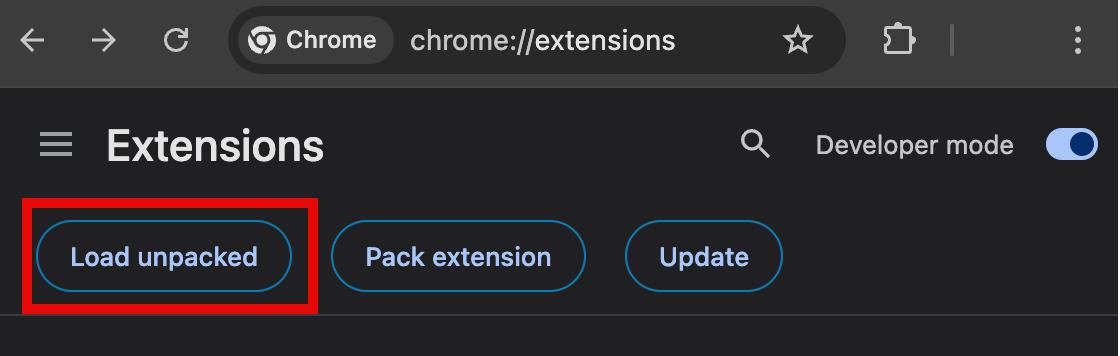 Chrome chrome://extensions
Extensions Developer mode
Load unpacked Pack extension Update